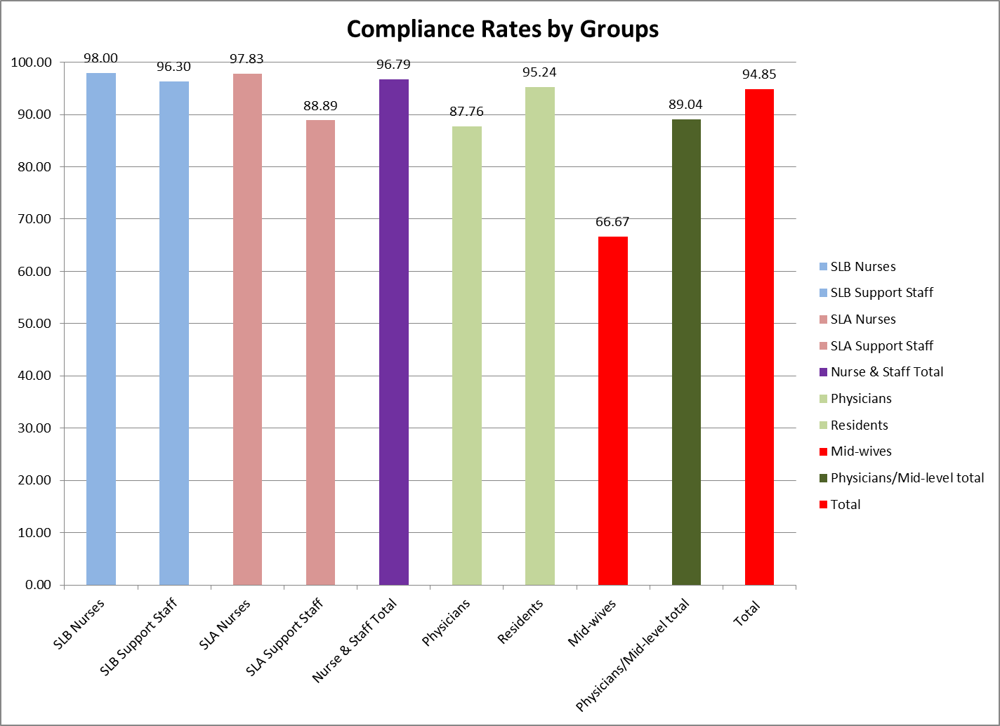 Compliance Rates by Groups
100.00
90.00
80.00
70.00
60.00
50.00
40.00
30.00
20.00
10.00
0.00
98.00
96.30
97.83
88.89
96.79
87.76
95.24
66.67
89.04
94.85
SLB Nurses
SLB Support Staff
SLA Nurses
SLA Support Staff
Nurse & Staff Total
Physicians
Residents
Mid-wives
Physicians/Mid-level total
Total
SLB Nurses
SLB Support Staff
SLA Nurses
SLA Support Staff
Nurse & Staff Total
Physicians
Residents
Mid-wives
Physicians/Mid-level total
Total